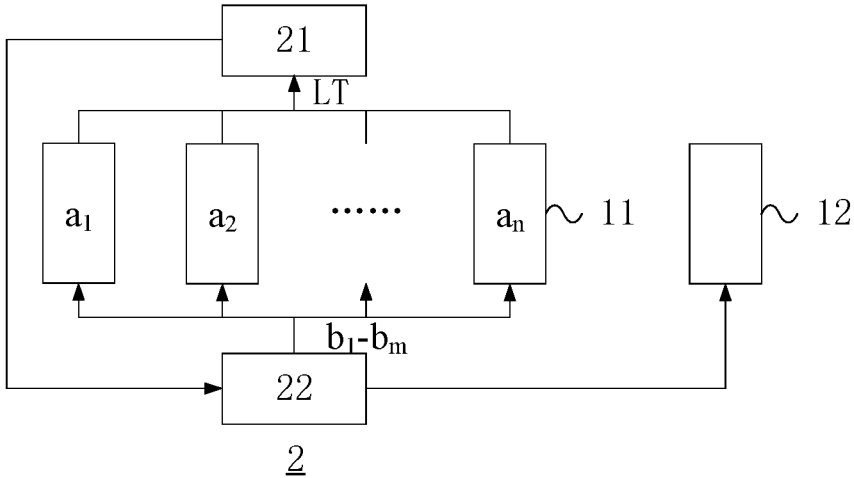 21
LT
a₁ a₂ ...... aₙ 11 12
b₁-bₘ
22
2